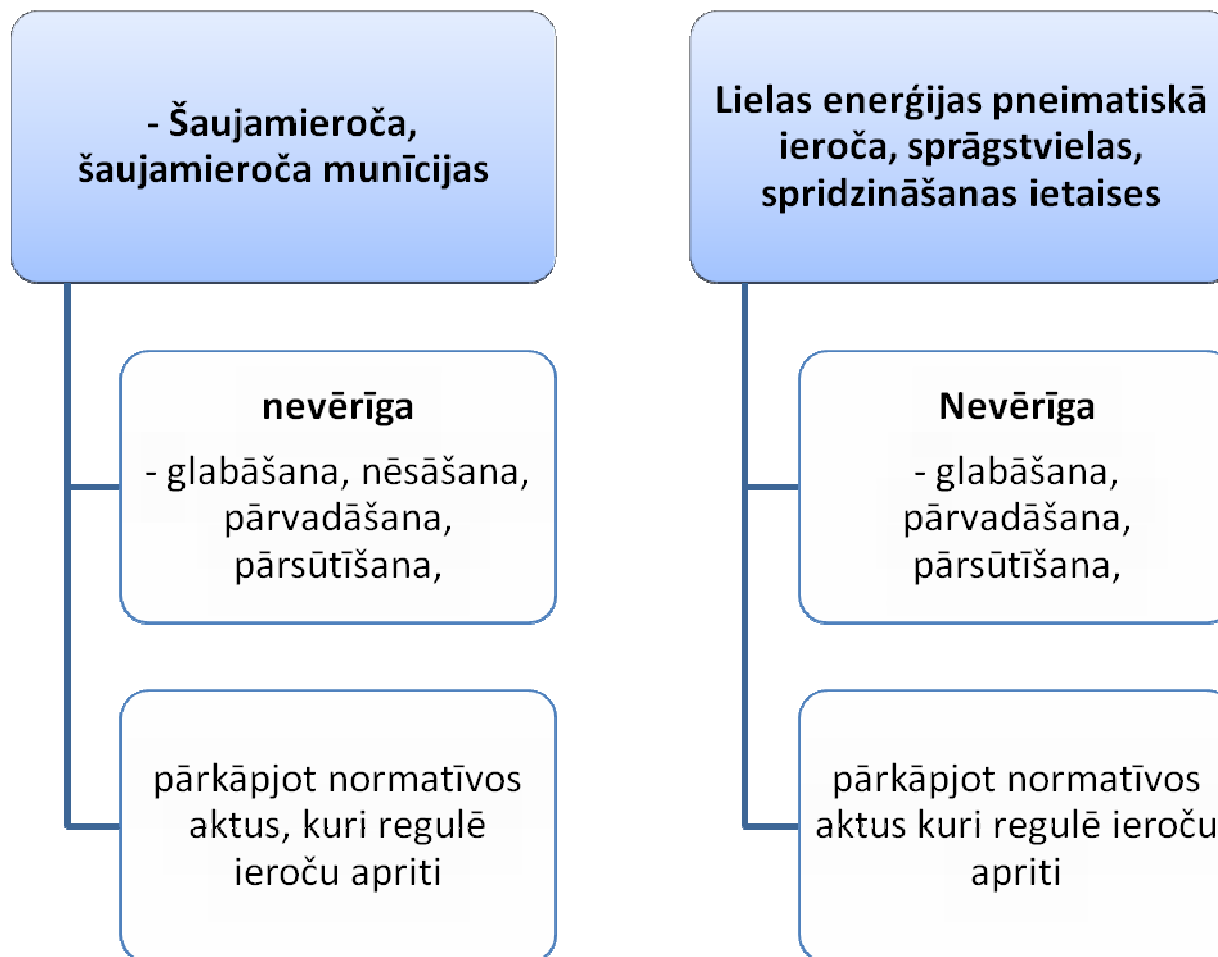 - Šaujamieroča,
šaujamieroča munīcijas
nevērīga
- glabāšana, nēsāšana,
pārvadāšana,
pārsūtīšana,
pārkāpjot normatīvos
aktus, kuri regulē
ieroču apriti
Lielas enerģijas pneimatiskā
ieroča, sprāgstvielas,
spridzināšanas ietaises
Nevērīga
- glabāšana,
pārvadāšana,
pārsūtīšana,
pārkāpjot normatīvos
aktus kuri regulē ieroču
apriti